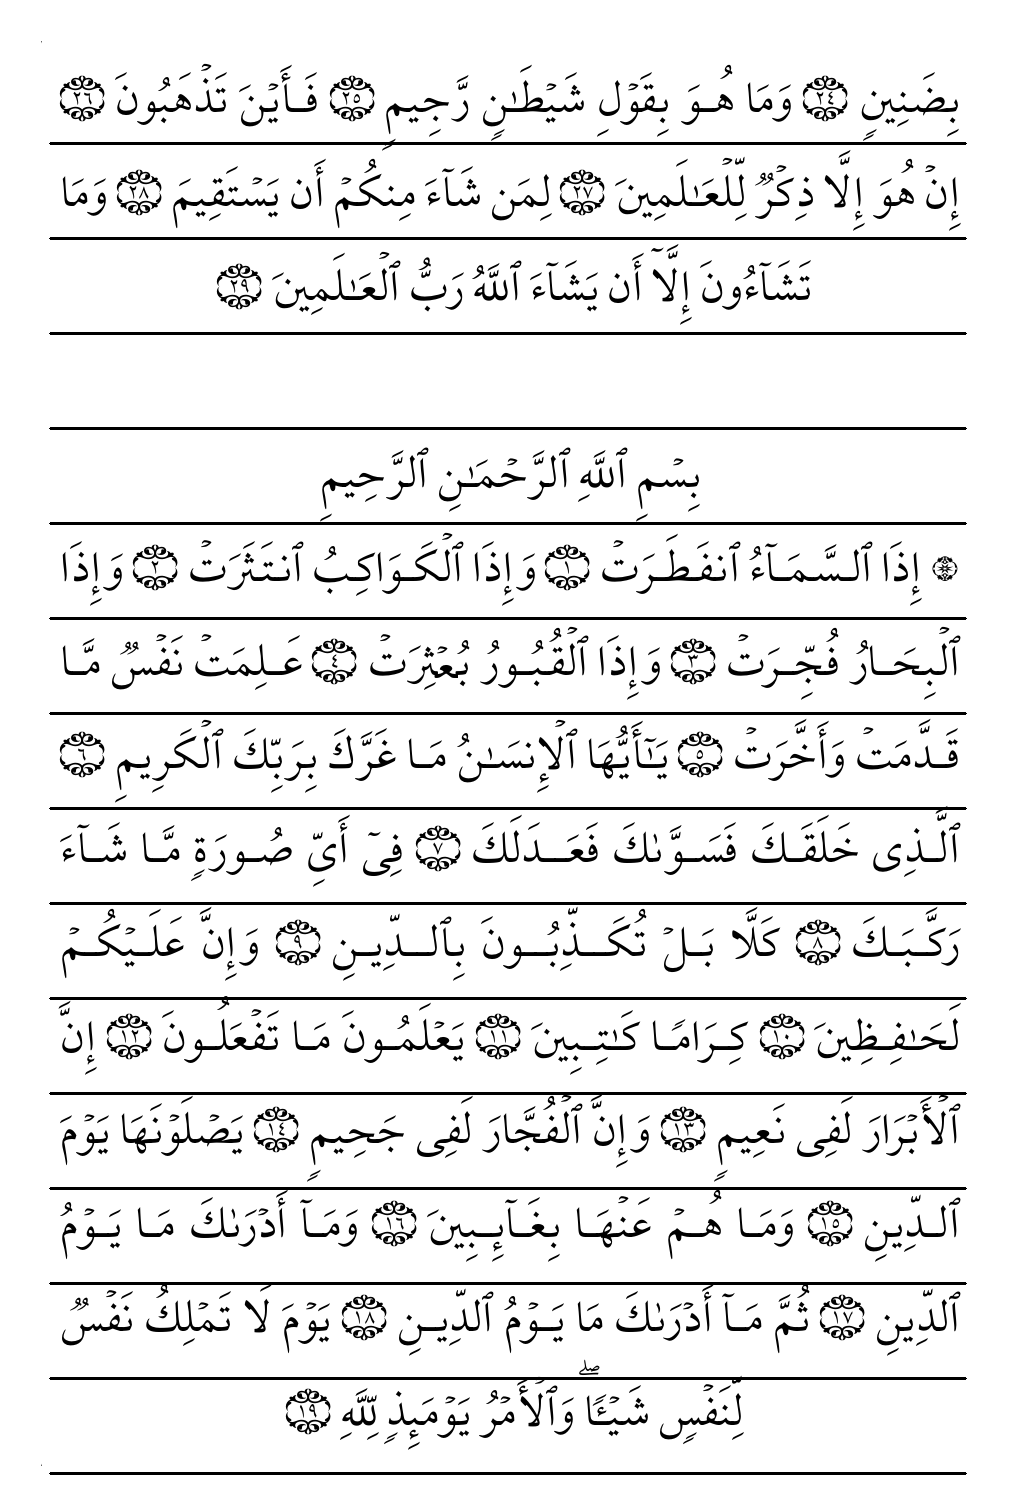 بِضَنِينٍ ٢٤ وَمَا هُوَ بِقَوۡلِ شَيۡطَٰنٍ رَّجِيمٍ ٢٥ فَأَيۡنَ تَذۡهَبُونَ ٢٦
إِنۡ هُوَ إِلَّا ذِكۡرٌ لِّلۡعَٰلَمِينَ ٢٧ لِمَن شَآءَ مِنكُمۡ أَن يَسۡتَقِيمَ ٢٨ وَمَا
تَشَآءُونَ إِلَّآ أَن يَشَآءَ ٱللَّهُ رَبُّ ٱلۡعَٰلَمِينَ ٢٩
بِسۡمِ ٱللَّهِ ٱلرَّحۡمَٰنِ ٱلرَّحِيمِ
۞ إِذَا ٱلسَّمَآءُ ٱنفَطَرَتۡ ١ وَإِذَا ٱلۡكَوَاكِبُ ٱنتَثَرَتۡ ٢ وَإِذَا
ٱلۡبِحَارُ فُجِّرَتۡ ٣ وَإِذَا ٱلۡقُبُورُ بُعۡثِرَتۡ ٤ عَلِمَتۡ نَفۡسٌ مَّا
قَدَّمَتۡ وَأَخَّرَتۡ ٥ يَٰٓأَيُّهَا ٱلۡإِنسَٰنُ مَا غَرَّكَ بِرَبِّكَ ٱلۡكَرِيمِ ٦
ٱلَّذِى خَلَقَكَ فَسَوَّىٰكَ فَعَدَلَكَ ٧ فِىٓ أَىِّ صُورَةٍ مَّا شَآءَ
رَكَّبَكَ ٨ كَلَّا بَلۡ تُكَذِّبُونَ بِٱلدِّينِ ٩ وَإِنَّ عَلَيۡكُمۡ
لَحَٰفِظِينَ ١٠ كِرَامًا كَٰتِبِينَ ١١ يَعۡلَمُونَ مَا تَفۡعَلُونَ ١٢ إِنَّ
ٱلۡأَبۡرَارَ لَفِى نَعِيمٍ ١٣ وَإِنَّ ٱلۡفُجَّارَ لَفِى جَحِيمٍ ١٤ يَصۡلَوۡنَهَا يَوۡمَ
ٱلدِّينِ ١٥ وَمَا هُمۡ عَنۡهَا بِغَآئِبِينَ ١٦ وَمَآ أَدۡرَىٰكَ مَا يَوۡمُ
ٱلدِّينِ ١٧ ثُمَّ مَآ أَدۡرَىٰكَ مَا يَوۡمُ ٱلدِّينِ ١٨ يَوۡمَ لَا تَمۡلِكُ نَفۡسٌ
لِّنَفۡسٍ شَيۡـًٔاۖ وَٱلۡأَمۡرُ يَوۡمَئِذٍ لِّلَّهِ ١٩